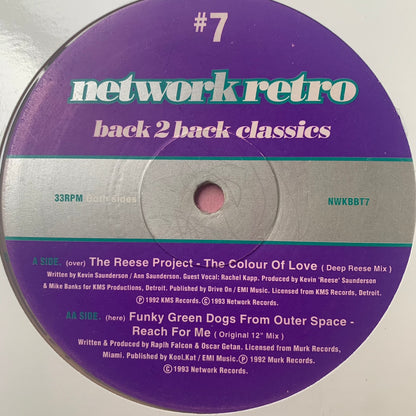 #7
network retro
back 2 back classics
33RPM both sides
NWKBBT7
A SIDE. (over) The Reese Project - The Colour Of Love ( Deep Reese Mix )
Written by Kevin Saunderson / Ann Saunderson. Guest Vocal: Rachel Kapp. Produced by Kevin 'Reese' Saunderson
& Mike Banks for KMS Productions, Detroit. Published by Drive On / EMI Music. Licensed from KMS Records, Detroit.
℗ 1992 KMS Records. © 1993 Network Records.
AA SIDE. (here) Funky Green Dogs From Outer Space -
Reach For Me ( Original 12" Mix )
Written & Produced by Raplh Falcon & Oscar Getan. Licensed from Murk Records,
Miami. Published by Kool.Kat / EMI Music. ℗ 1992 Murk Records.
© 1993 Network Records.